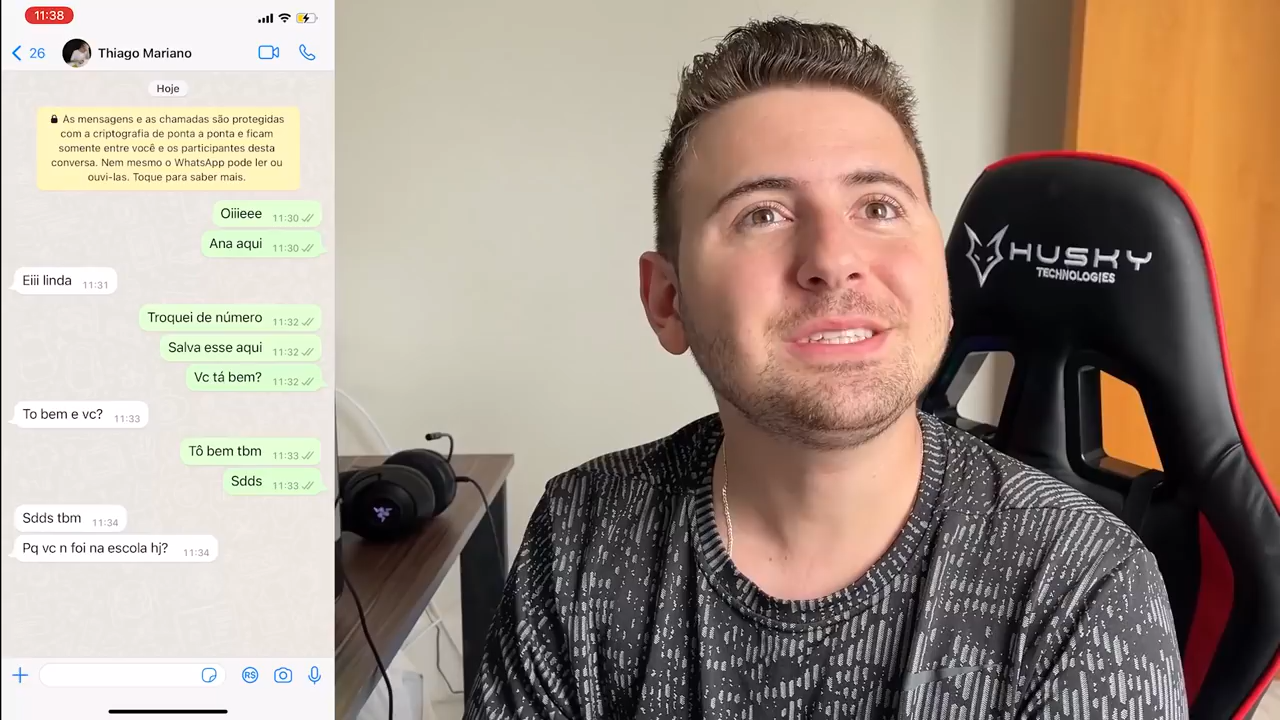 11:38
26
Thiago Mariano
Hoje
As mensagens e as chamadas são protegidas
com a criptografia de ponta a ponta e ficam
somente entre você e os participantes desta
conversa. Nem mesmo o WhatsApp pode ler ou
ouvi-las. Toque para saber mais.
Oiiieee 11:30
Ana aqui 11:30
Eiii linda 11:31
Troquei de número 11:32
Salva esse aqui 11:32
Vc tá bem? 11:32
To bem e vc? 11:33
Tô bem tbm 11:33
Sdds 11:33
Sdds tbm 11:34
Pq vc n foi na escola hj? 11:34
R$
HUSKY
TECHNOLOGIES